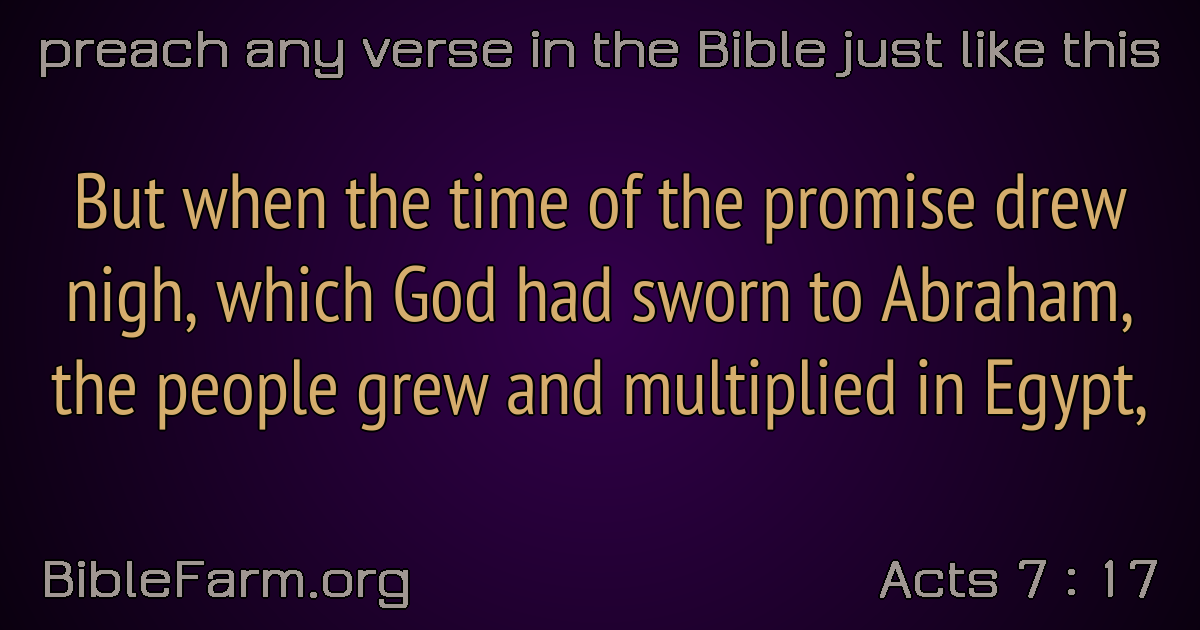 preach any verse in the Bible just like this
But when the time of the promise drew
nigh, which God had sworn to Abraham,
the people grew and multiplied in Egypt,
BibleFarm.org
Acts 7 : 17